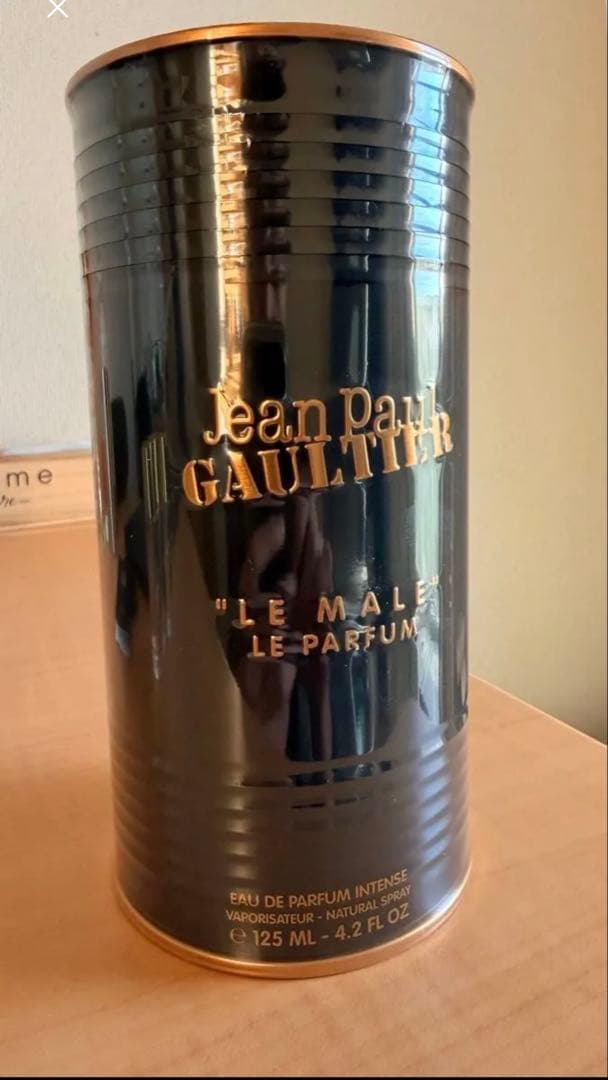 Jean Paul
GAULTIER
"LE MALE"
LE PARFUM
EAU DE PARFUM INTENSE
VAPORISATEUR - NATURAL SPRAY
℮ 125 ML - 4.2 FL OZ
me